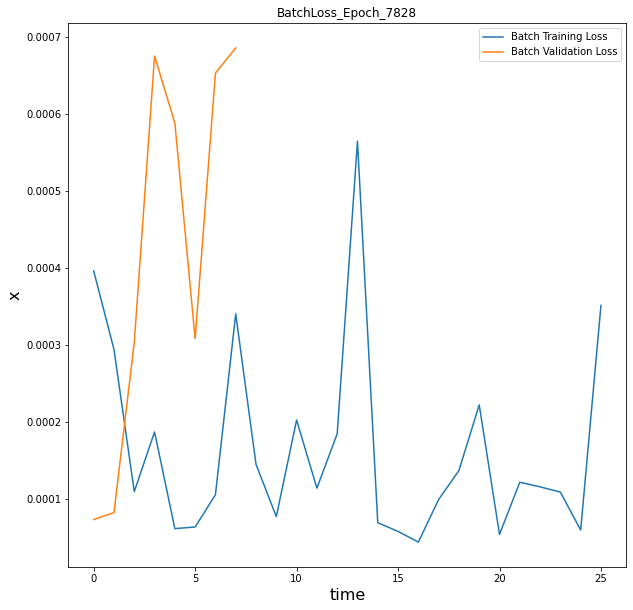 BatchLoss_Epoch_7828
Batch Training Loss
Batch Validation Loss
0.0007
0.0006
0.0005
0.0004
0.0003
0.0002
0.0001
x
0 5 10 15 20 25
time